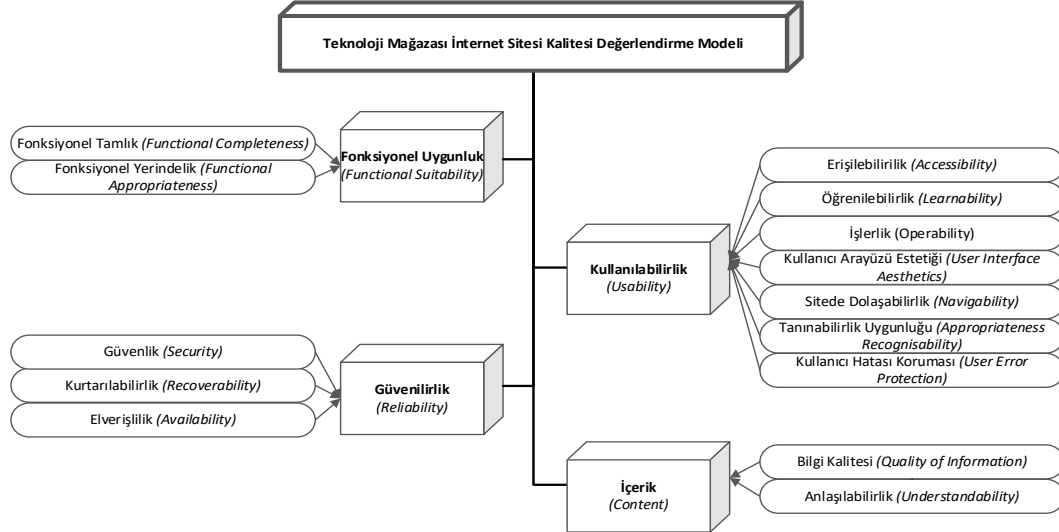 Teknoloji Mağazası İnternet Sitesi Kalitesi Değerlendirme Modeli
Fonksiyonel Tamlık (Functional Completeness)
Fonksiyonel Yerindelik (Functional
Appropriateness)
Fonksiyonel Uygunluk
(Functional Suitability)
Erişilebilirilik (Accessibility)
Öğrenilebilirlik (Learnability)
İşlerlik (Operability)
Kullanıcı Arayüzü Estetiği (User Interface
Aesthetics)
Sitede Dolaşabilirlik (Navigability)
Tanınabilirlik Uygunluğu (Appropriateness
Recognisability)
Kullanıcı Hatası Koruması (User Error
Protection)
Kullanılabilirlik
(Usability)
Güvenlik (Security)
Kurtarılabilirlik (Recoverability)
Elverişlilik (Availability)
Güvenilirlik
(Reliability)
İçerik
(Content)
Bilgi Kalitesi (Quality of Information)
Anlaşılabilirlik (Understandability)